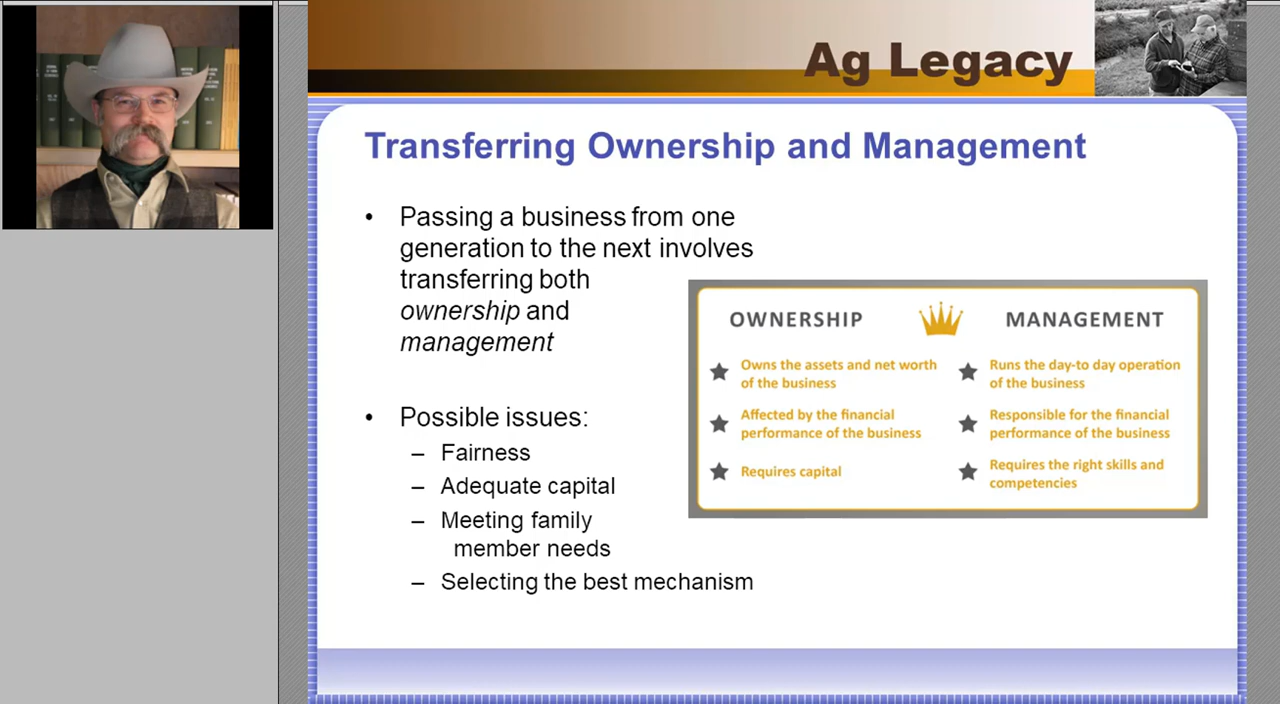 Ag Legacy
Transferring Ownership and Management
• Passing a business from one
generation to the next involves
transferring both
ownership and
management
• Possible issues:
– Fairness
– Adequate capital
– Meeting family
member needs
– Selecting the best mechanism
OWNERSHIP
Owns the assets and net worth
of the business
Affected by the financial
performance of the business
Requires capital
MANAGEMENT
Runs the day-to day operation
of the business
Responsible for the financial
performance of the business
Requires the right skills and
competencies